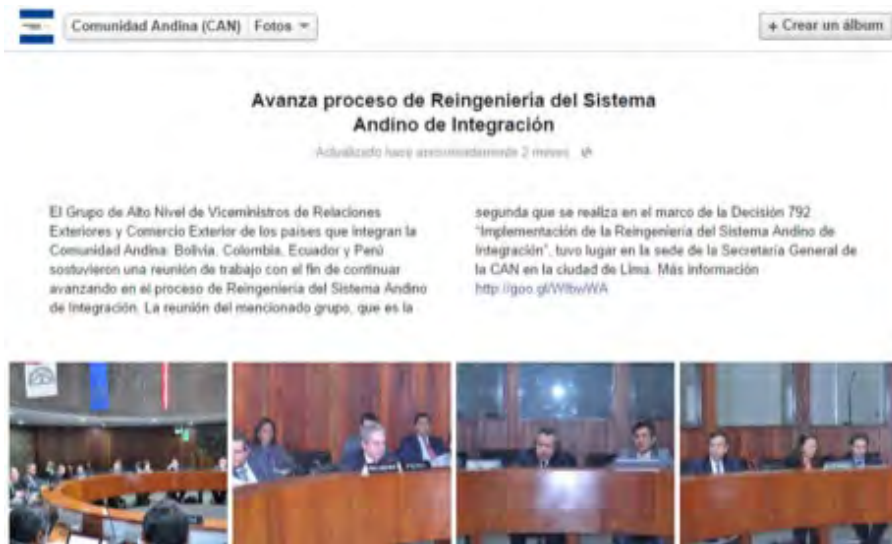 Comunidad Andina (CAN) Fotos
+ Crear un álbum
Avanza proceso de Reingeniería del Sistema
Andino de Integración
Actualizado hace aproximadamente 2 meses
El Grupo de Alto Nivel de Viceministros de Relaciones
Exteriores y Comercio Exterior de los países que integran la
Comunidad Andina: Bolivia, Colombia, Ecuador y Perú
sostuvieron una reunión de trabajo con el fin de continuar
avanzando en el proceso de Reingeniería del Sistema Andino
de Integración. La reunión del mencionado grupo, que es la
segunda que se realiza en el marco de la Decisión 792
"Implementación de la Reingeniería del Sistema Andino de
Integración", tuvo lugar en la sede de la Secretaría General de
la CAN en la ciudad de Lima. Más información